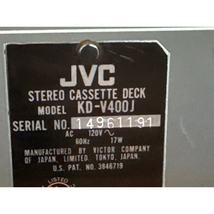 JVC
STEREO CASSETTE DECK
MODEL KD-V400J
SERIAL NO. 14961191
AC 120V~
60Hz 17W
MANUFACTURED BY VICTOR COMPANY
OF JAPAN, LIMITED. TOKYO, JAPAN.
U.S. PAT. NO. 3846719
LISTED